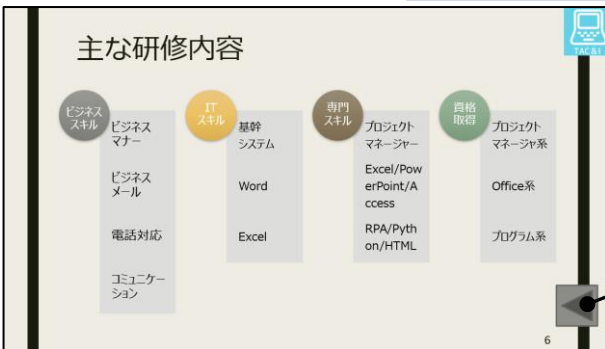 主な研修内容
TAC&I
ビジネス
スキル
ビジネス
マナー
ビジネス
メール
電話対応
コミュニケー
ション
IT
スキル
基幹
システム
Word
Excel
専門
スキル
プロジェクト
マネージャー
Excel/Pow
erPoint/A
ccess
RPA/Pyth
on/HTML
資格
取得
プロジェクト
マネージャ系
Office系
プログラム系
6